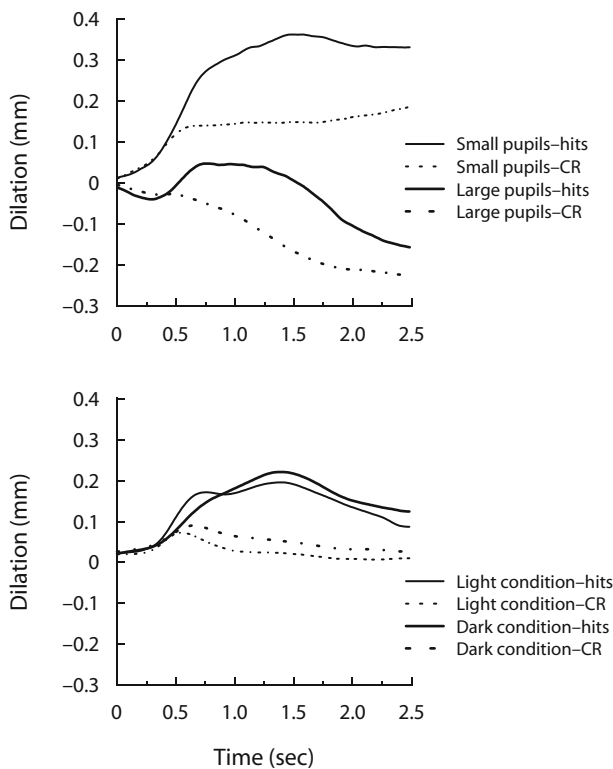 0.4
0.3
0.2
0.1
0
–0.1
–0.2
–0.3
Dilation (mm)
0 0.5 1.0 1.5 2.0 2.5
Small pupils–hits
Small pupils–CR
Large pupils–hits
Large pupils–CR
0.4
0.3
0.2
0.1
0
–0.1
–0.2
–0.3
Dilation (mm)
0 0.5 1.0 1.5 2.0 2.5
Light condition–hits
Light condition–CR
Dark condition–hits
Dark condition–CR
Time (sec)